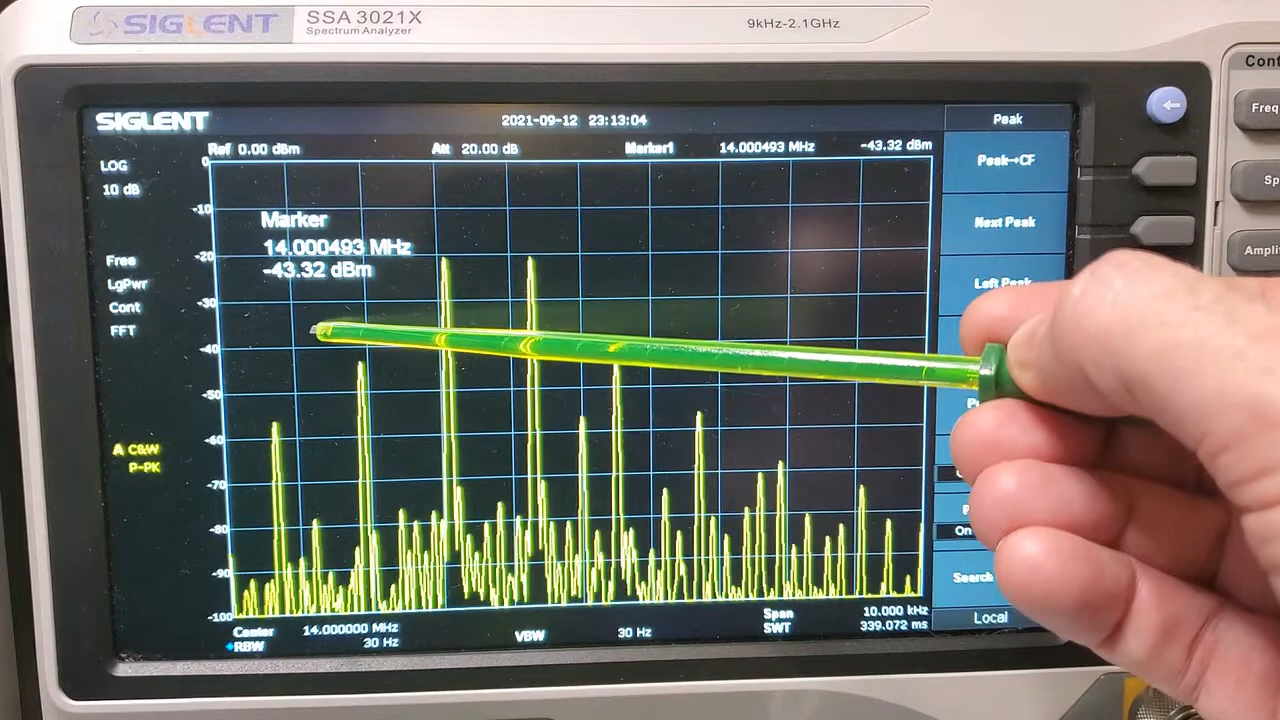 SIGLENT
SSA 3021X
Spectrum Analyzer
9kHz-2.1GHz
SIGLENT
2021-09-12 23:13:04
Peak
Ref 0.00 dBm
Att 20.00 dB
Marker1
14.000493 MHz
-43.32 dBm
LOG
10 dB
Free
LgPwr
Cont
FFT
A C&W
P-PK
0
-10
-20
-30
-40
-50
-60
-70
-80
-90
-100
Marker
14.000493 MHz
-43.32 dBm
Center 14.000000 MHz
RBW 30 Hz
VBW 30 Hz
Span 10.000 kHz
SWT 339.072 ms
Peak→CF
Next Peak
Left Peak
On
Search
Local
Cont
Freq
Sp
Ampli